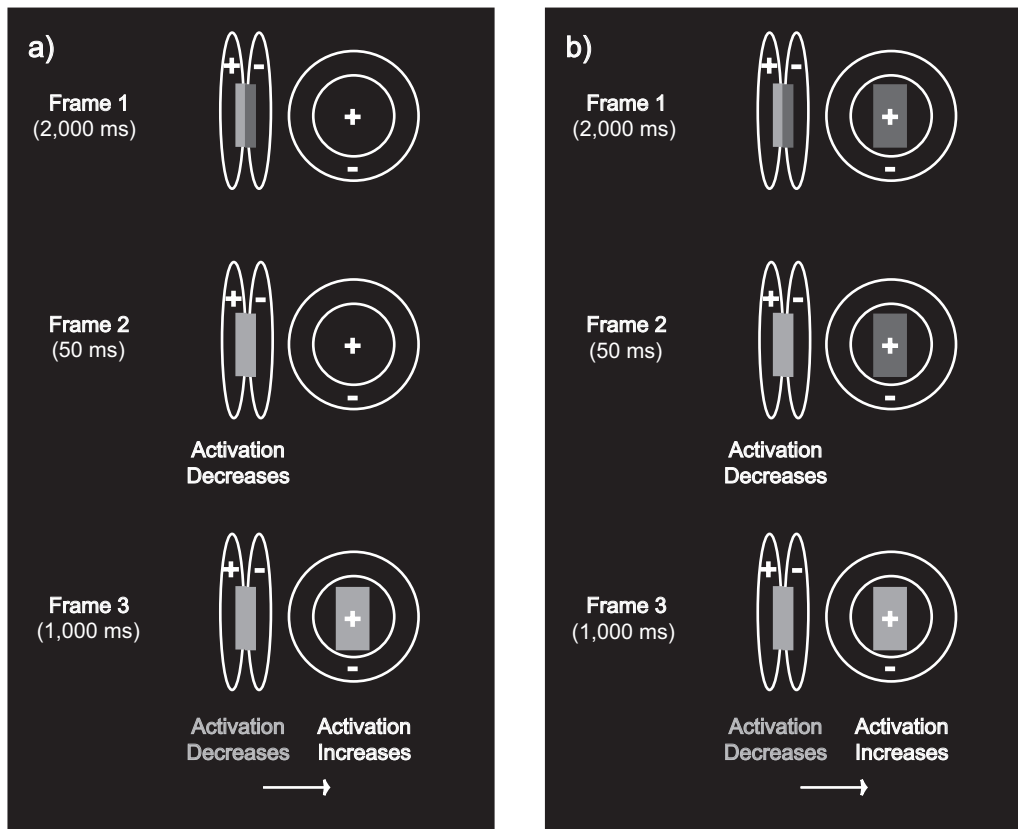 a)
Frame 1
(2,000 ms)
+ -
+
-
Frame 2
(50 ms)
+ -
+
-
Activation
Decreases
Frame 3
(1,000 ms)
+ -
+
-
Activation
Decreases
Activation
Increases
b)
Frame 1
(2,000 ms)
+ -
+
-
Frame 2
(50 ms)
+ -
+
-
Activation
Decreases
Frame 3
(1,000 ms)
+ -
+
-
Activation
Decreases
Activation
Increases